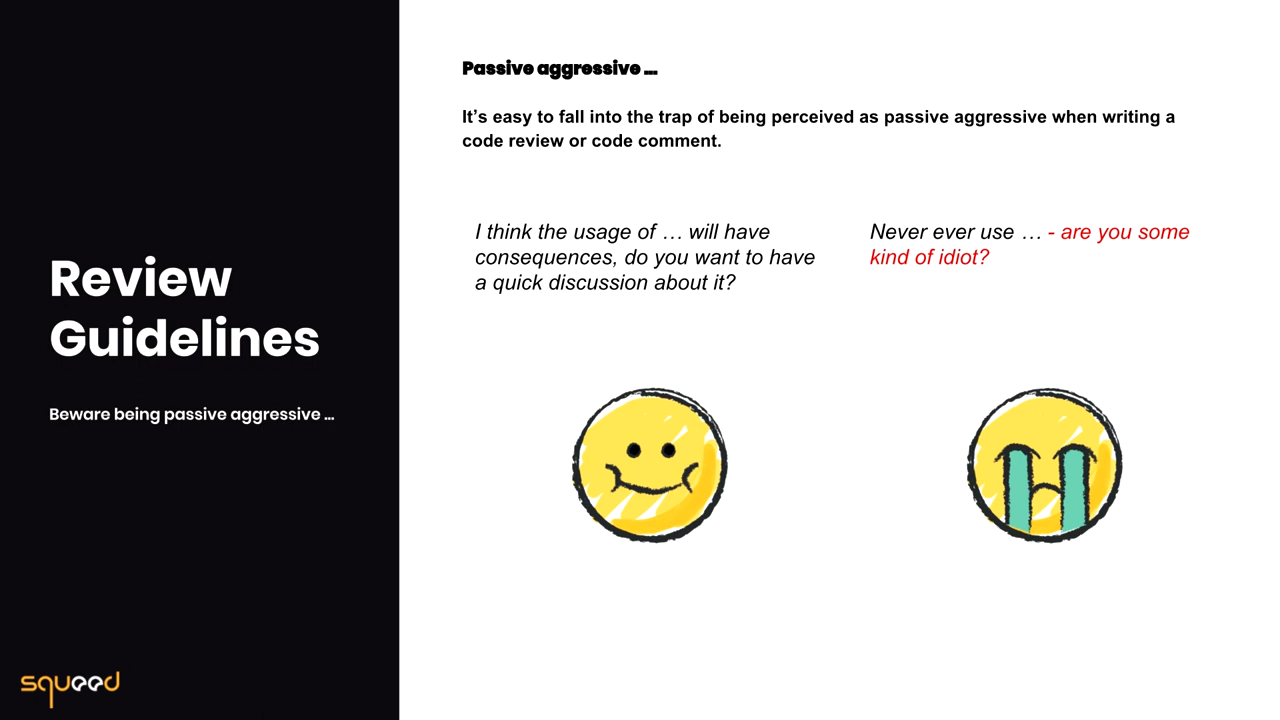 Review
Guidelines
Beware being passive aggressive ...
squeed
Passive aggressive ...
It’s easy to fall into the trap of being perceived as passive aggressive when writing a
code review or code comment.
I think the usage of … will have
consequences, do you want to have
a quick discussion about it?
Never ever use … - are you some
kind of idiot?